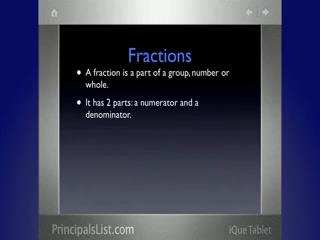 Fractions
• A fraction is a part of a group, number or
whole.
• It has 2 parts: a numerator and a
denominator.
PrincipalsList.com
iQue Tablet